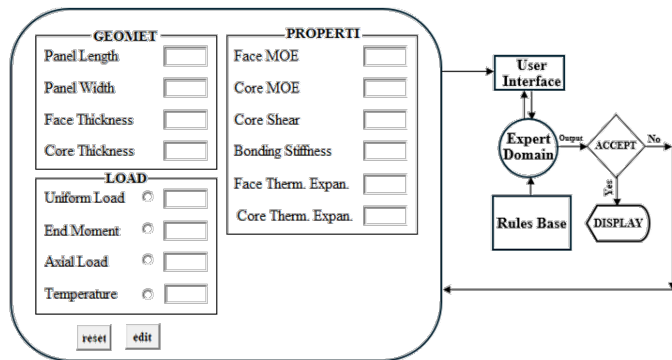 GEOMET
Panel Length
Panel Width
Face Thickness
Core Thickness
LOAD
Uniform Load
End Moment
Axial Load
Temperature
reset edit
PROPERTI
Face MOE
Core MOE
Core Shear
Bonding Stiffness
Face Therm. Expan.
Core Therm. Expan.
User
Interface
Expert
Domain
Output
ACCEPT
No
Yes
Rules Base
DISPLAY